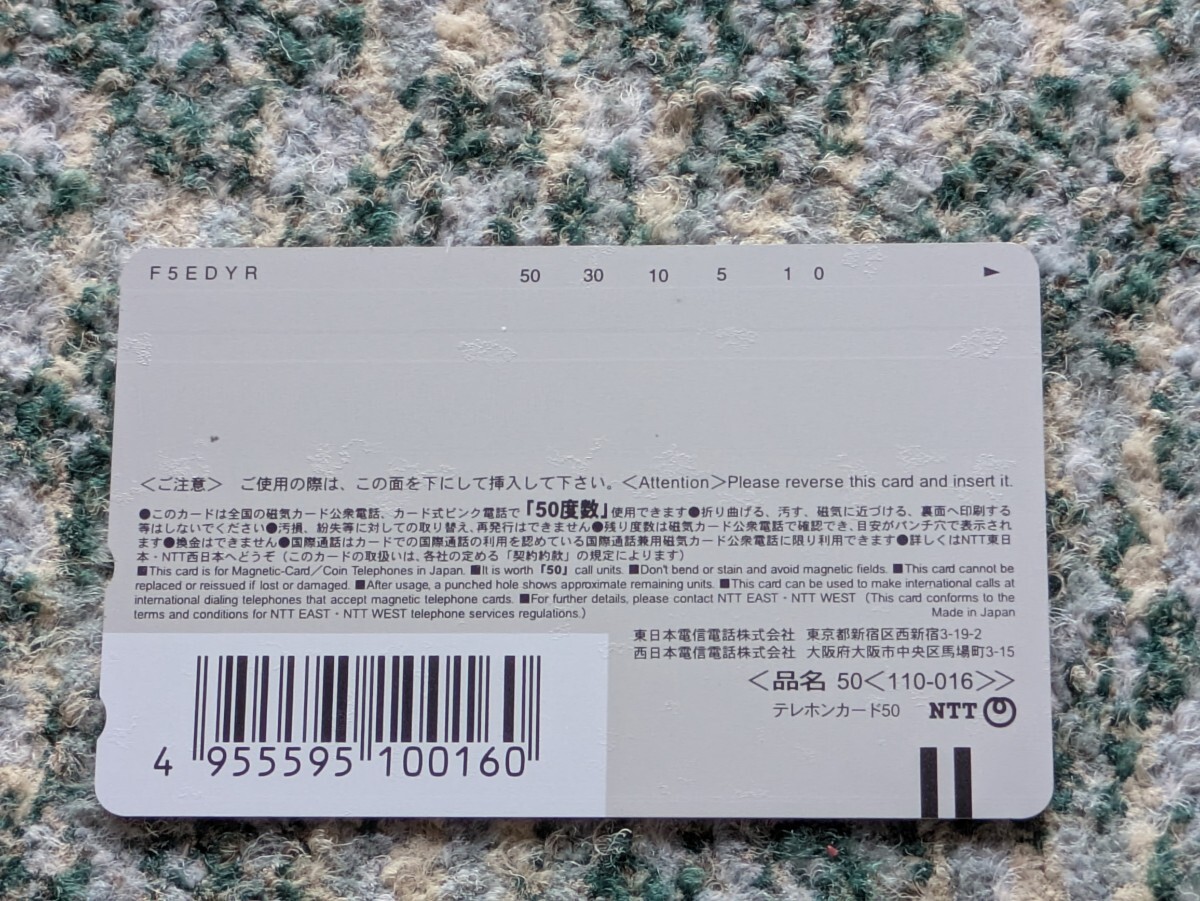 F5EDYR 50 30 10 5 1 0 ►
＜ご注意＞ ご使用の際は、この面を下にして挿入して下さい。＜Attention＞Please reverse this card and insert it.
●このカードは全国の磁気カード公衆電話、カード式ピンク電話で「50度数」使用できます●折り曲げる、汚す、磁気に近づける、裏面へ印刷する
等はしないでください●汚損、紛失等に対しての取り替え、再発行はできません●残り度数は磁気カード公衆電話で確認でき、目安がパンチ穴で表示され
ます●換金はできません●国際通話はカードでの国際通話の利用を認めている国際通話兼用磁気カード公衆電話に限り利用できます●詳しくはNTT東日
本・NTT西日本へどうぞ（このカードの取扱いは、各社の定める「契約約款」の規定によります）
■This card is for Magnetic-Card／Coin Telephones in Japan. ■It is worth「50」call units. ■Don't bend or stain and avoid magnetic fields. ■This card cannot be
replaced or reissued if lost or damaged. ■After usage, a punched hole shows approximate remaining units. ■This card can be used to make international calls at
international dialing telephones that accept magnetic telephone cards. ■For further details, please contact NTT EAST・NTT WEST（This card conforms to the
terms and conditions for NTT EAST・NTT WEST telephone services regulations.） Made in Japan
東日本電信電話株式会社 東京都新宿区西新宿3-19-2
西日本電信電話株式会社 大阪府大阪市中央区馬場町3-15
＜品名 50＜110-016＞＞
テレホンカード50 NTT
4 955595 100160